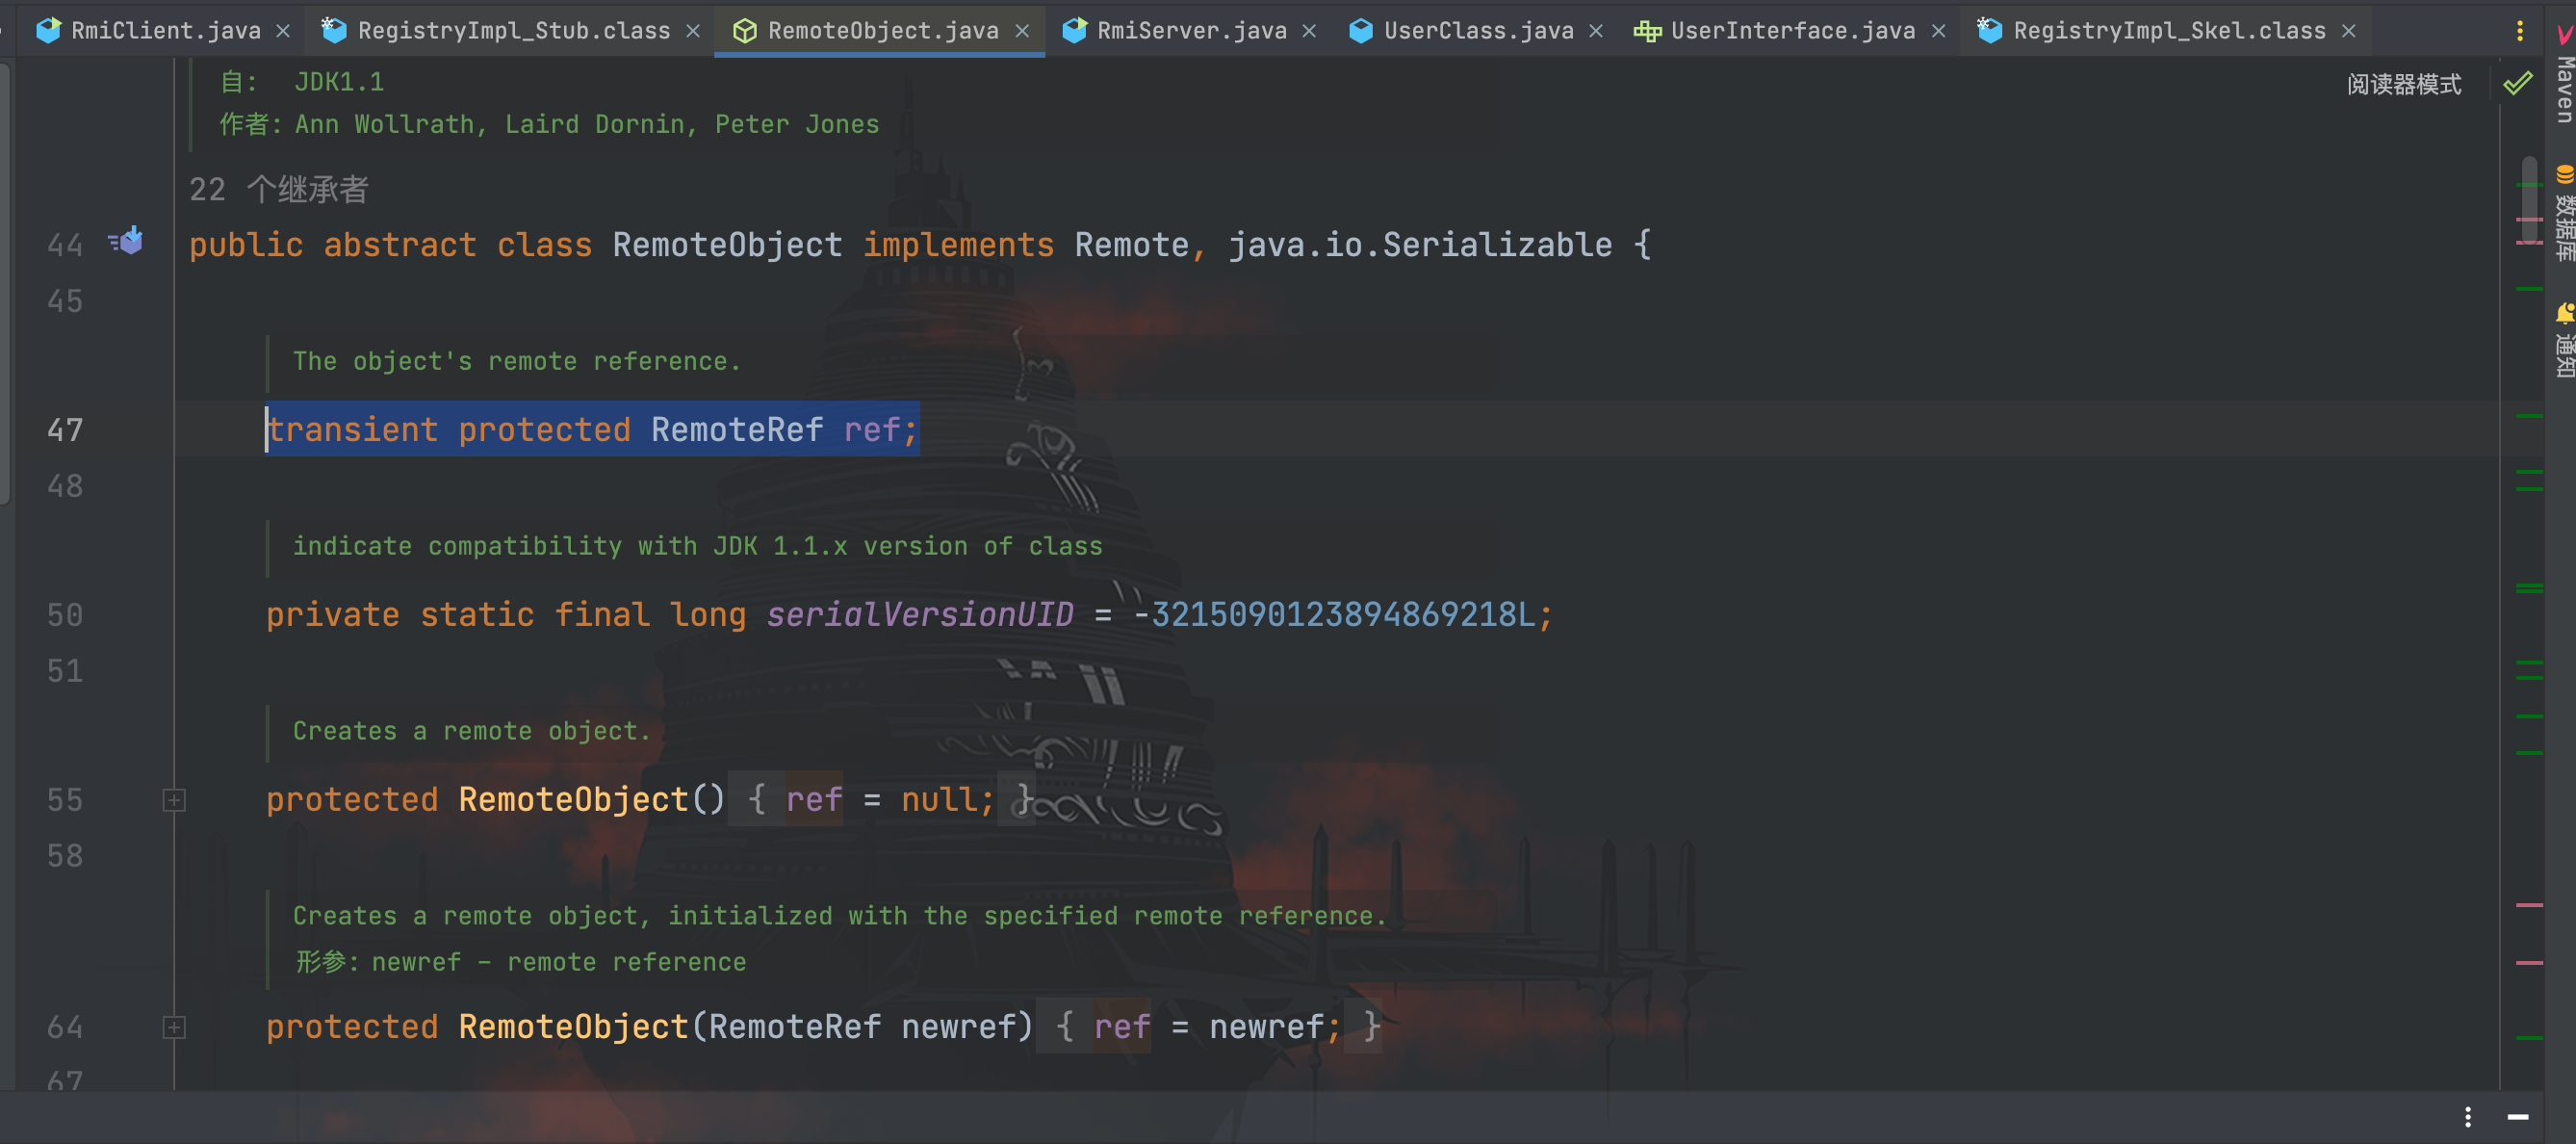 RmiClient.java RegistryImpl_Stub.class RemoteObject.java RmiServer.java UserClass.java UserInterface.java RegistryImpl_Skel.class
自： JDK1.1
阅读器模式
作者：Ann Wollrath, Laird Dornin, Peter Jones
22 个继承者
44 public abstract class RemoteObject implements Remote, java.io.Serializable {
45
The object's remote reference.
47 transient protected RemoteRef ref;
48
indicate compatibility with JDK 1.1.x version of class
50 private static final long serialVersionUID = -3215090123894869218L;
51
Creates a remote object.
55 protected RemoteObject() { ref = null; }
58
Creates a remote object, initialized with the specified remote reference.
形参：newref – remote reference
64 protected RemoteObject(RemoteRef newref) { ref = newref; }
67
Maven
数据库
通知